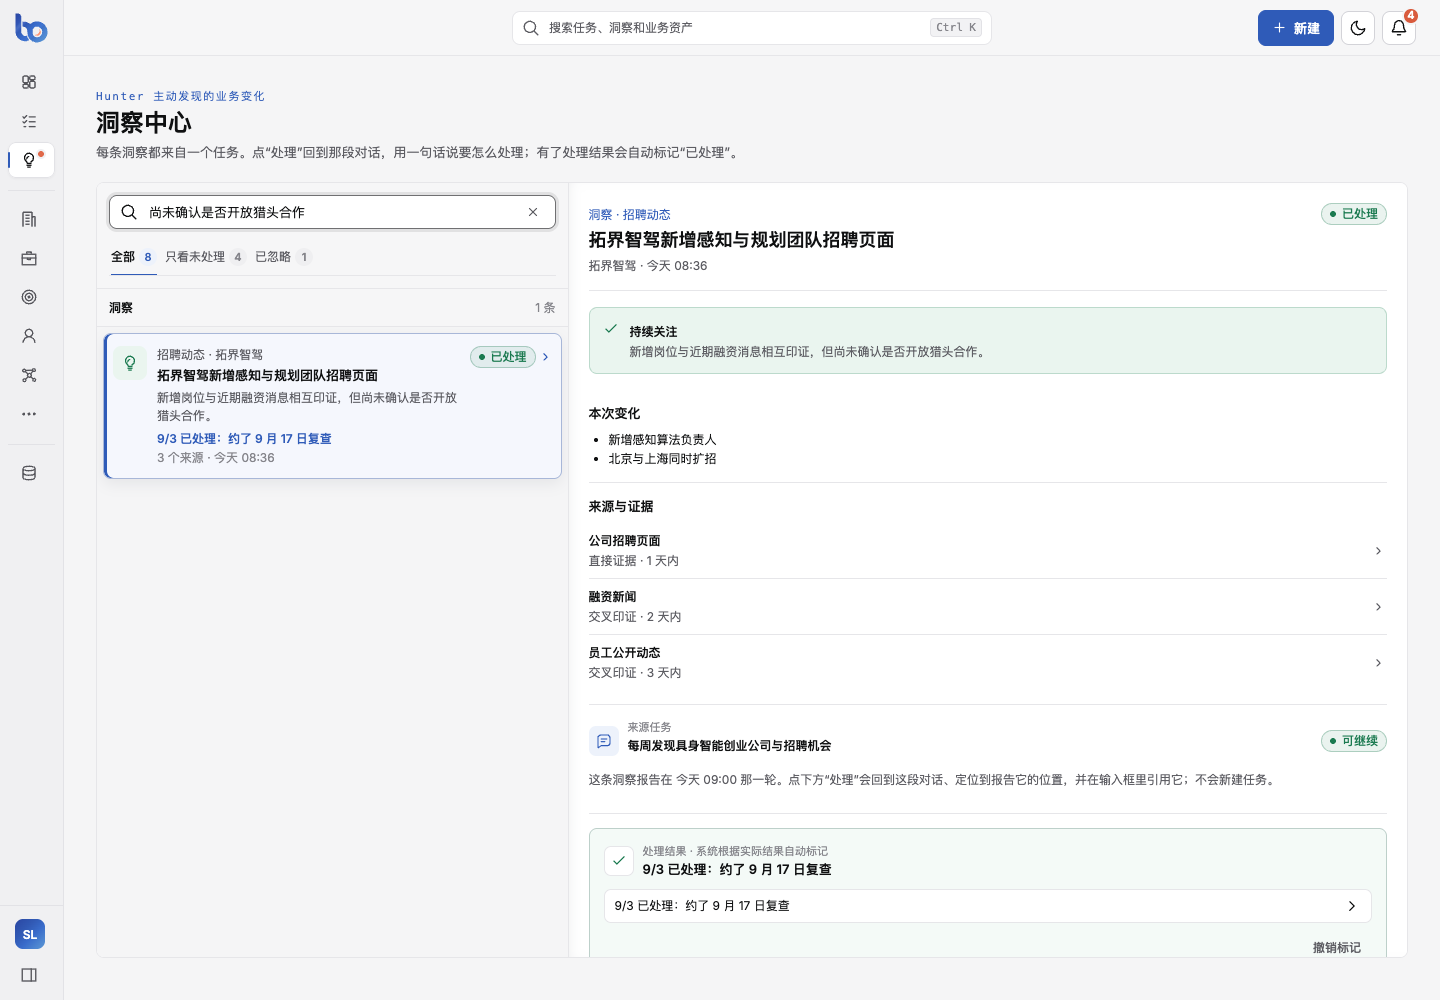 搜索任务、洞察和业务资产
Ctrl K
新建
4
Hunter 主动发现的业务变化
洞察中心
每条洞察都来自一个任务。点“处理”回到那段对话，用一句话说要怎么处理；有了处理结果会自动标记“已处理”。
尚未确认是否开放猎头合作
全部 8
只看未处理 4
已忽略 1
洞察
1 条
招聘动态 · 拓界智驾
已处理
拓界智驾新增感知与规划团队招聘页面
新增岗位与近期融资消息相互印证，但尚未确认是否开放
猎头合作。
9/3 已处理：约了 9 月 17 日复查
3 个来源 · 今天 08:36
洞察 · 招聘动态
已处理
拓界智驾新增感知与规划团队招聘页面
拓界智驾 · 今天 08:36
持续关注
新增岗位与近期融资消息相互印证，但尚未确认是否开放猎头合作。
本次变化
• 新增感知算法负责人
• 北京与上海同时扩招
来源与证据
公司招聘页面
直接证据 · 1 天内
融资新闻
交叉印证 · 2 天内
员工公开动态
交叉印证 · 3 天内
来源任务
每周发现具身智能创业公司与招聘机会
可继续
这条洞察报告在 今天 09:00 那一轮。点下方“处理”会回到这段对话、定位到报告它的位置，并在输入框里引用它；不会新建任务。
处理结果 · 系统根据实际结果自动标记
9/3 已处理：约了 9 月 17 日复查
9/3 已处理：约了 9 月 17 日复查
撤销标记
SL